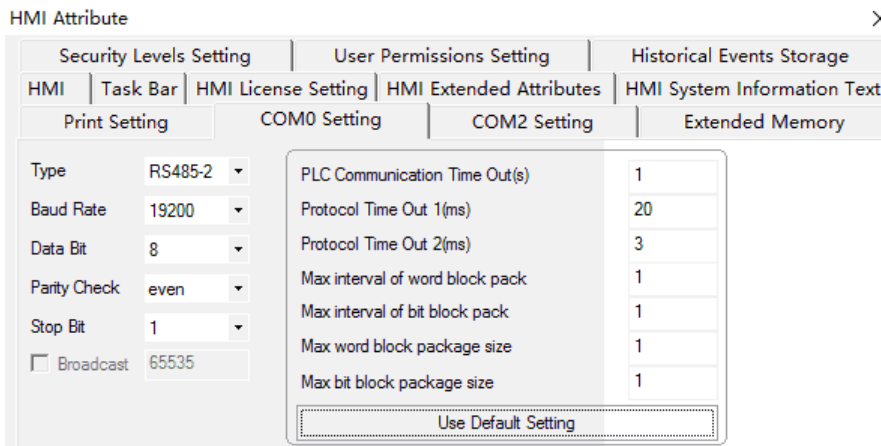 HMI Attribute
Security Levels Setting User Permissions Setting Historical Events Storage
HMI Task Bar HMI License Setting HMI Extended Attributes HMI System Information Text
Print Setting COM0 Setting COM2 Setting Extended Memory
Type RS485-2 PLC Communication Time Out(s) 1
Baud Rate 19200 Protocol Time Out 1(ms) 20
Data Bit 8 Protocol Time Out 2(ms) 3
Parity Check even Max interval of word block pack 1
Stop Bit 1 Max interval of bit block pack 1
Broadcast 65535 Max word block package size 1
Max bit block package size 1
Use Default Setting